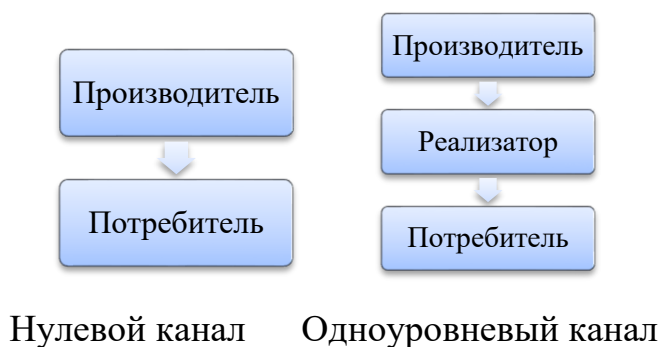 Производитель
Потребитель
Нулевой канал
Производитель
Реализатор
Потребитель
Одноуровневый канал